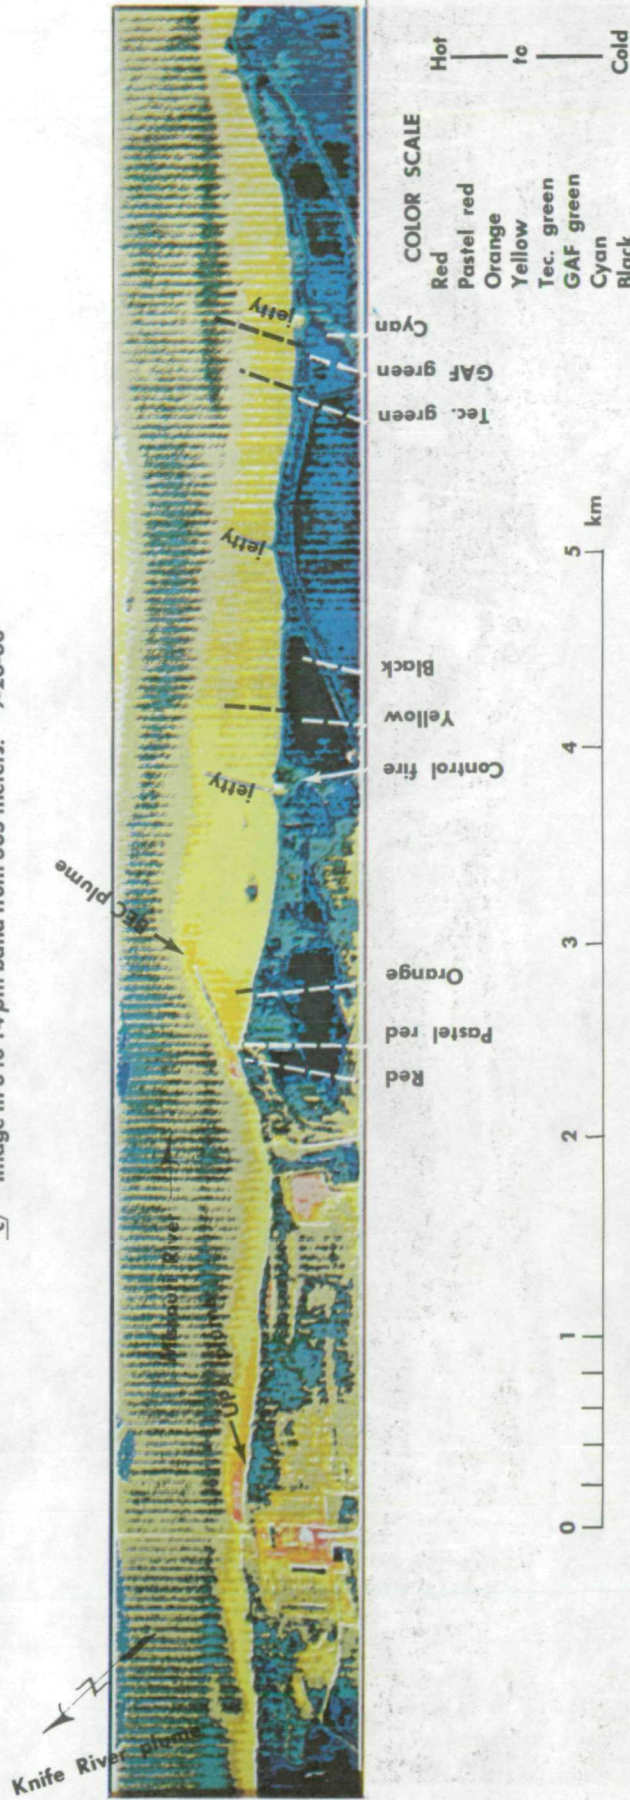 Knife River plume
N
Missouri River
UPA plume
BEC plume
jetty
jetty
jetty
Red
Pastel red
Orange
Control fire
Yellow
Black
Tec. green
GAF green
Cyan
0 1 2 3 4 5 km
COLOR SCALE
Red Hot
Pastel red
Orange
Yellow to
Tec. green
GAF green
Cyan
Black Cold